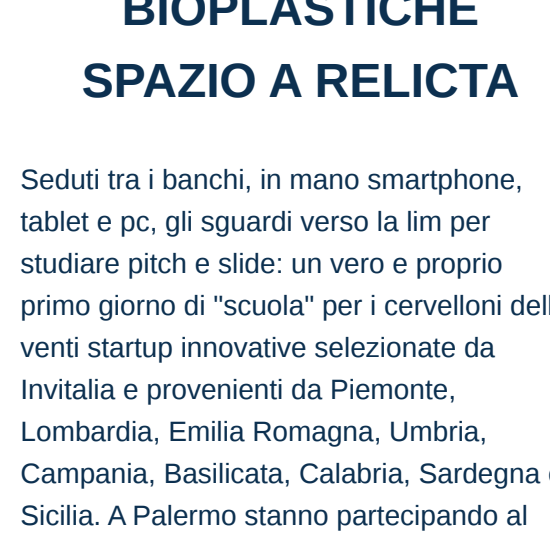 BIOPLASTICHE
SPAZIO A RELICTA
Seduti tra i banchi, in mano smartphone,
tablet e pc, gli sguardi verso la lim per
studiare pitch e slide: un vero e proprio
primo giorno di "scuola" per i cervelloni
venti startup innovative selezionate da
Invitalia e provenienti da Piemonte,
Lombardia, Emilia Romagna, Umbria,
Campania, Basilicata, Calabria, Sardegna
Sicilia. A Palermo stanno partecipando al